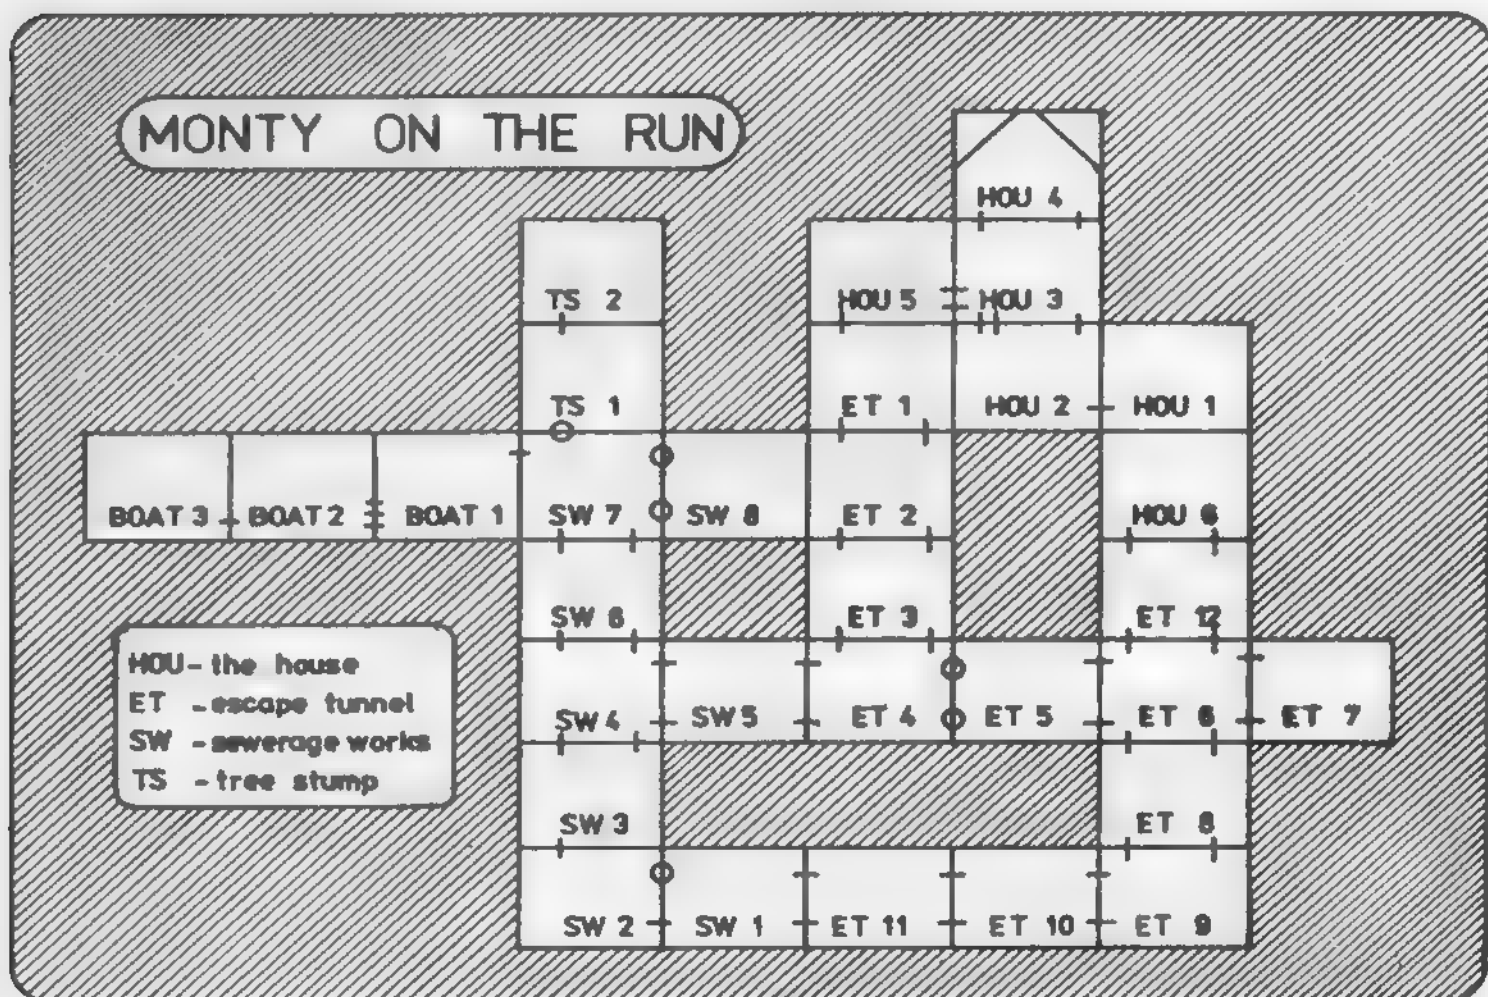 MONTY ON THE RUN
HOU 4
TS 2
HOU 5
HOU 3
TS 1
ET 1
HOU 2
HOU 1
BOAT 3
BOAT 2
BOAT 1
SW 7
SW 8
ET 2
HOU 6
SW 6
ET 3
ET 12
HOU - the house
ET - escape tunnel
SW - sewerage works
TS - tree stump
SW 4
SW 5
ET 4
ET 5
ET 6
ET 7
SW 3
ET 8
SW 2
SW 1
ET 11
ET 10
ET 9